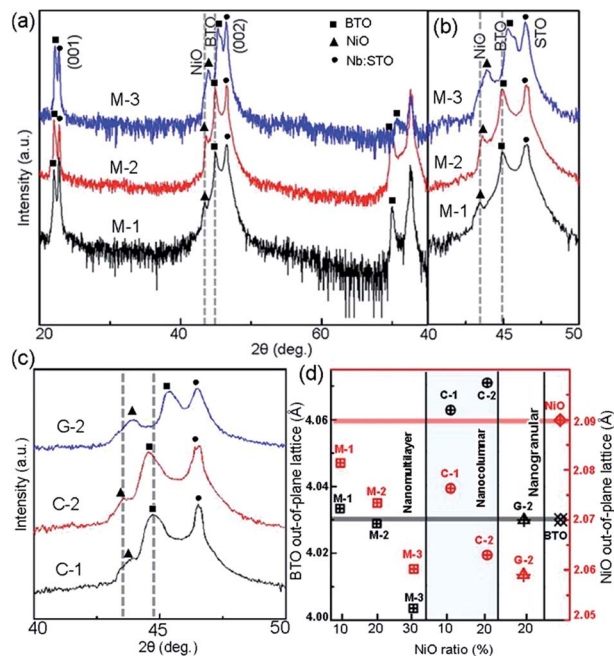 (a)
■ BTO
▲ NiO
● Nb:STO
(001)
NiO
BTO
(002)
M-3
M-2
M-1
Intensity (a.u.)
20 40 60
2θ (deg.)
(b)
NiO
BTO
STO
M-3
M-2
M-1
40 45 50
(c)
G-2
C-2
C-1
Intensity (a.u.)
40 45 50
2θ (deg.)
(d)
BTO out-of-plane lattice (Å)
4.06
4.04
4.02
4.00
M-1
M-1
M-2
M-2
M-3
M-3
Nanomultilayer
C-1
C-2
C-1
C-2
Nanocolumnar
G-2
G-2
Nanogranular
NiO
BTO
2.09
2.08
2.07
2.06
2.05
NiO out-of-plane lattice (Å)
10 20 30 10 20 20
NiO ratio (%)